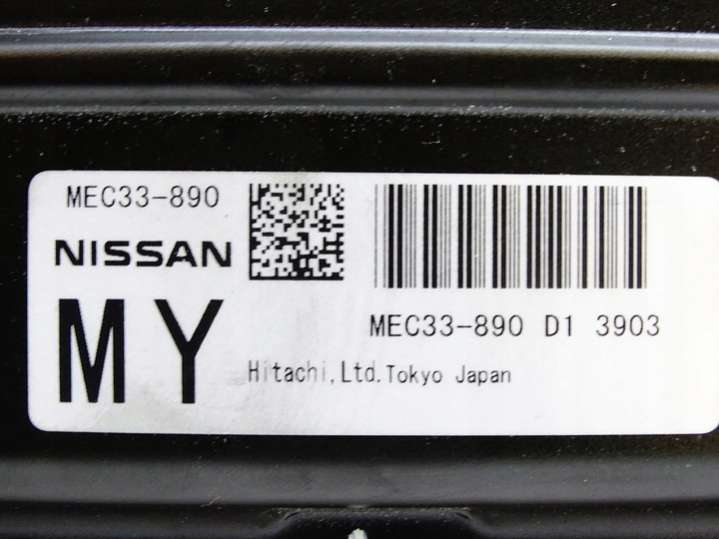 MEC33-890
NISSAN
MY
MEC33-890 D1 3903
Hitachi,Ltd.Tokyo Japan